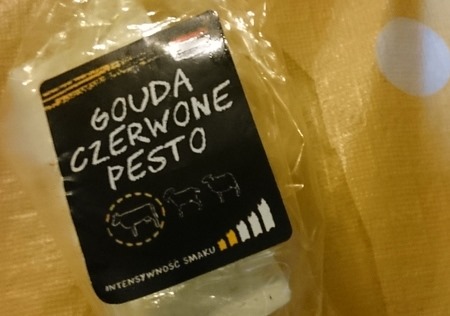 GOUDA
CZERWONE
PESTO
INTENSYWNOŚĆ SMAKU